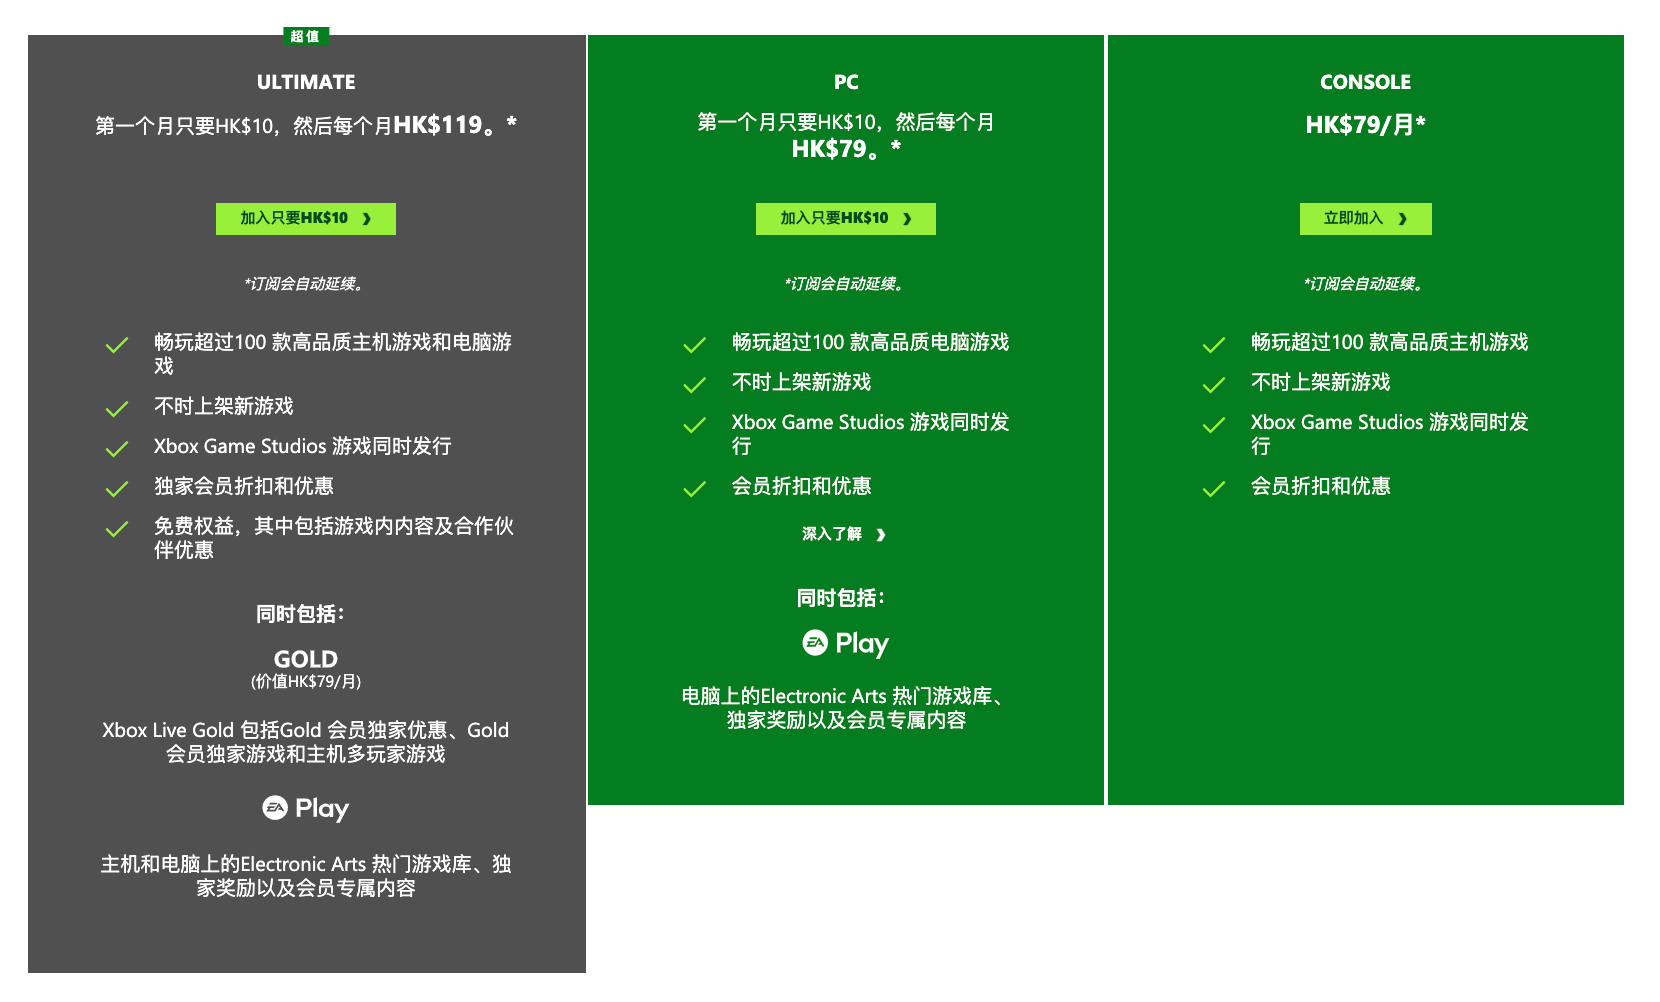 超值
ULTIMATE
第一个月只要HK$10，然后每个月HK$119。*
加入只要HK$10 ❯
*订阅会自动延续。
畅玩超过100 款高品质主机游戏和电脑游
戏
不时上架新游戏
Xbox Game Studios 游戏同时发行
独家会员折扣和优惠
免费权益，其中包括游戏内内容及合作伙
伴优惠
同时包括：
GOLD
(价值HK$79/月)
Xbox Live Gold 包括Gold 会员独家优惠、Gold
会员独家游戏和主机多玩家游戏
EA Play
主机和电脑上的Electronic Arts 热门游戏库、独
家奖励以及会员专属内容
PC
第一个月只要HK$10，然后每个月
HK$79。*
加入只要HK$10 ❯
*订阅会自动延续。
畅玩超过100 款高品质电脑游戏
不时上架新游戏
Xbox Game Studios 游戏同时发
行
会员折扣和优惠
深入了解 ❯
同时包括：
EA Play
电脑上的Electronic Arts 热门游戏库、
独家奖励以及会员专属内容
CONSOLE
HK$79/月*
立即加入 ❯
*订阅会自动延续。
畅玩超过100 款高品质主机游戏
不时上架新游戏
Xbox Game Studios 游戏同时发
行
会员折扣和优惠